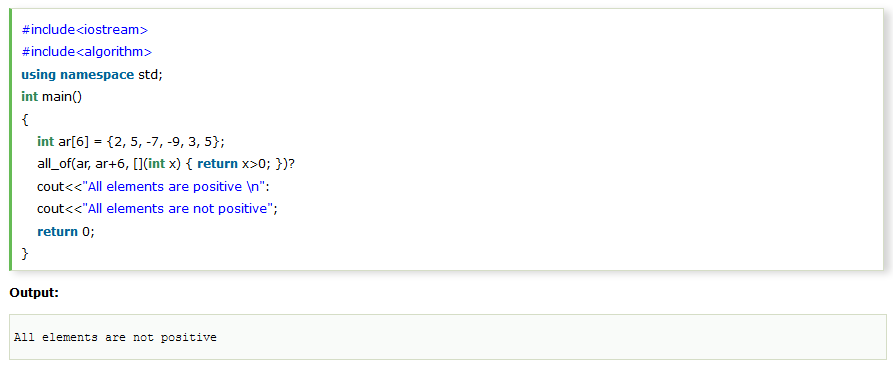 #include<iostream>
#include<algorithm>
using namespace std;
int main()
{
int ar[6] = {2, 5, -7, -9, 3, 5};
all_of(ar, ar+6, [](int x) { return x>0; })?
cout<<"All elements are positive \n":
cout<<"All elements are not positive";
return 0;
}
Output:
All elements are not positive